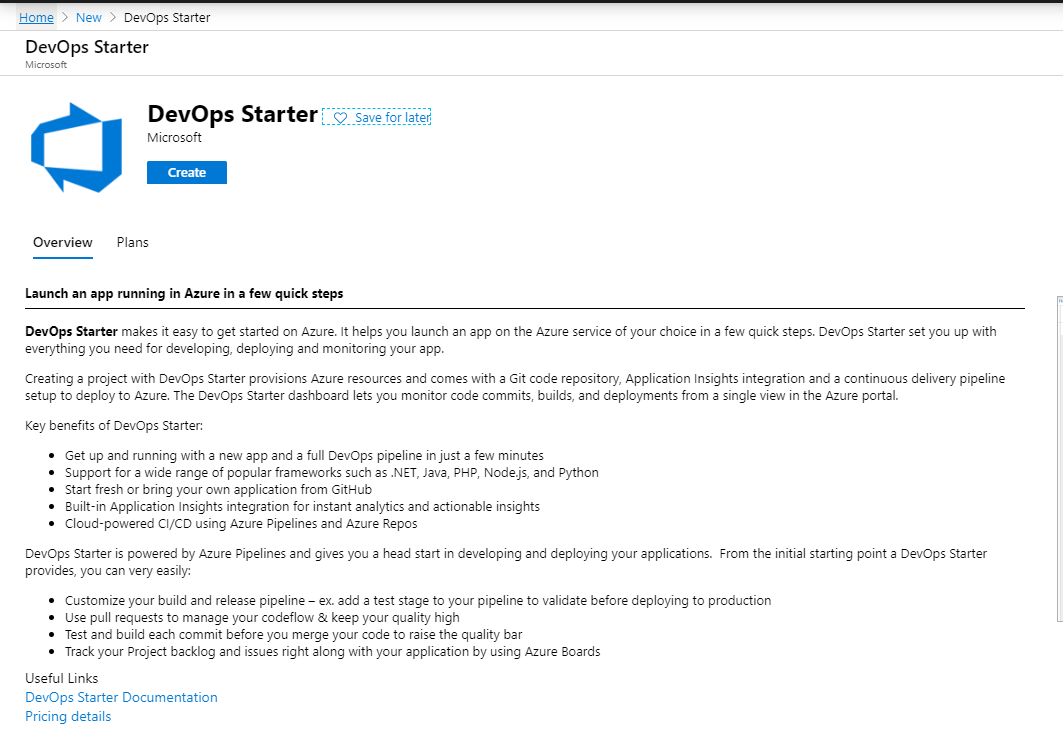 Home > New > DevOps Starter
DevOps Starter
Microsoft
DevOps Starter Save for later
Microsoft
Create
Overview Plans
Launch an app running in Azure in a few quick steps
DevOps Starter makes it easy to get started on Azure. It helps you launch an app on the Azure service of your choice in a few quick steps. DevOps Starter set you up with
everything you need for developing, deploying and monitoring your app.
Creating a project with DevOps Starter provisions Azure resources and comes with a Git code repository, Application Insights integration and a continuous delivery pipeline
setup to deploy to Azure. The DevOps Starter dashboard lets you monitor code commits, builds, and deployments from a single view in the Azure portal.
Key benefits of DevOps Starter:
• Get up and running with a new app and a full DevOps pipeline in just a few minutes
• Support for a wide range of popular frameworks such as .NET, Java, PHP, Node.js, and Python
• Start fresh or bring your own application from GitHub
• Built-in Application Insights integration for instant analytics and actionable insights
• Cloud-powered CI/CD using Azure Pipelines and Azure Repos
DevOps Starter is powered by Azure Pipelines and gives you a head start in developing and deploying your applications.  From the initial starting point a DevOps Starter
provides, you can very easily:
• Customize your build and release pipeline – ex. add a test stage to your pipeline to validate before deploying to production
• Use pull requests to manage your codeflow & keep your quality high
• Test and build each commit before you merge your code to raise the quality bar
• Track your Project backlog and issues right along with your application by using Azure Boards
Useful Links
DevOps Starter Documentation
Pricing details